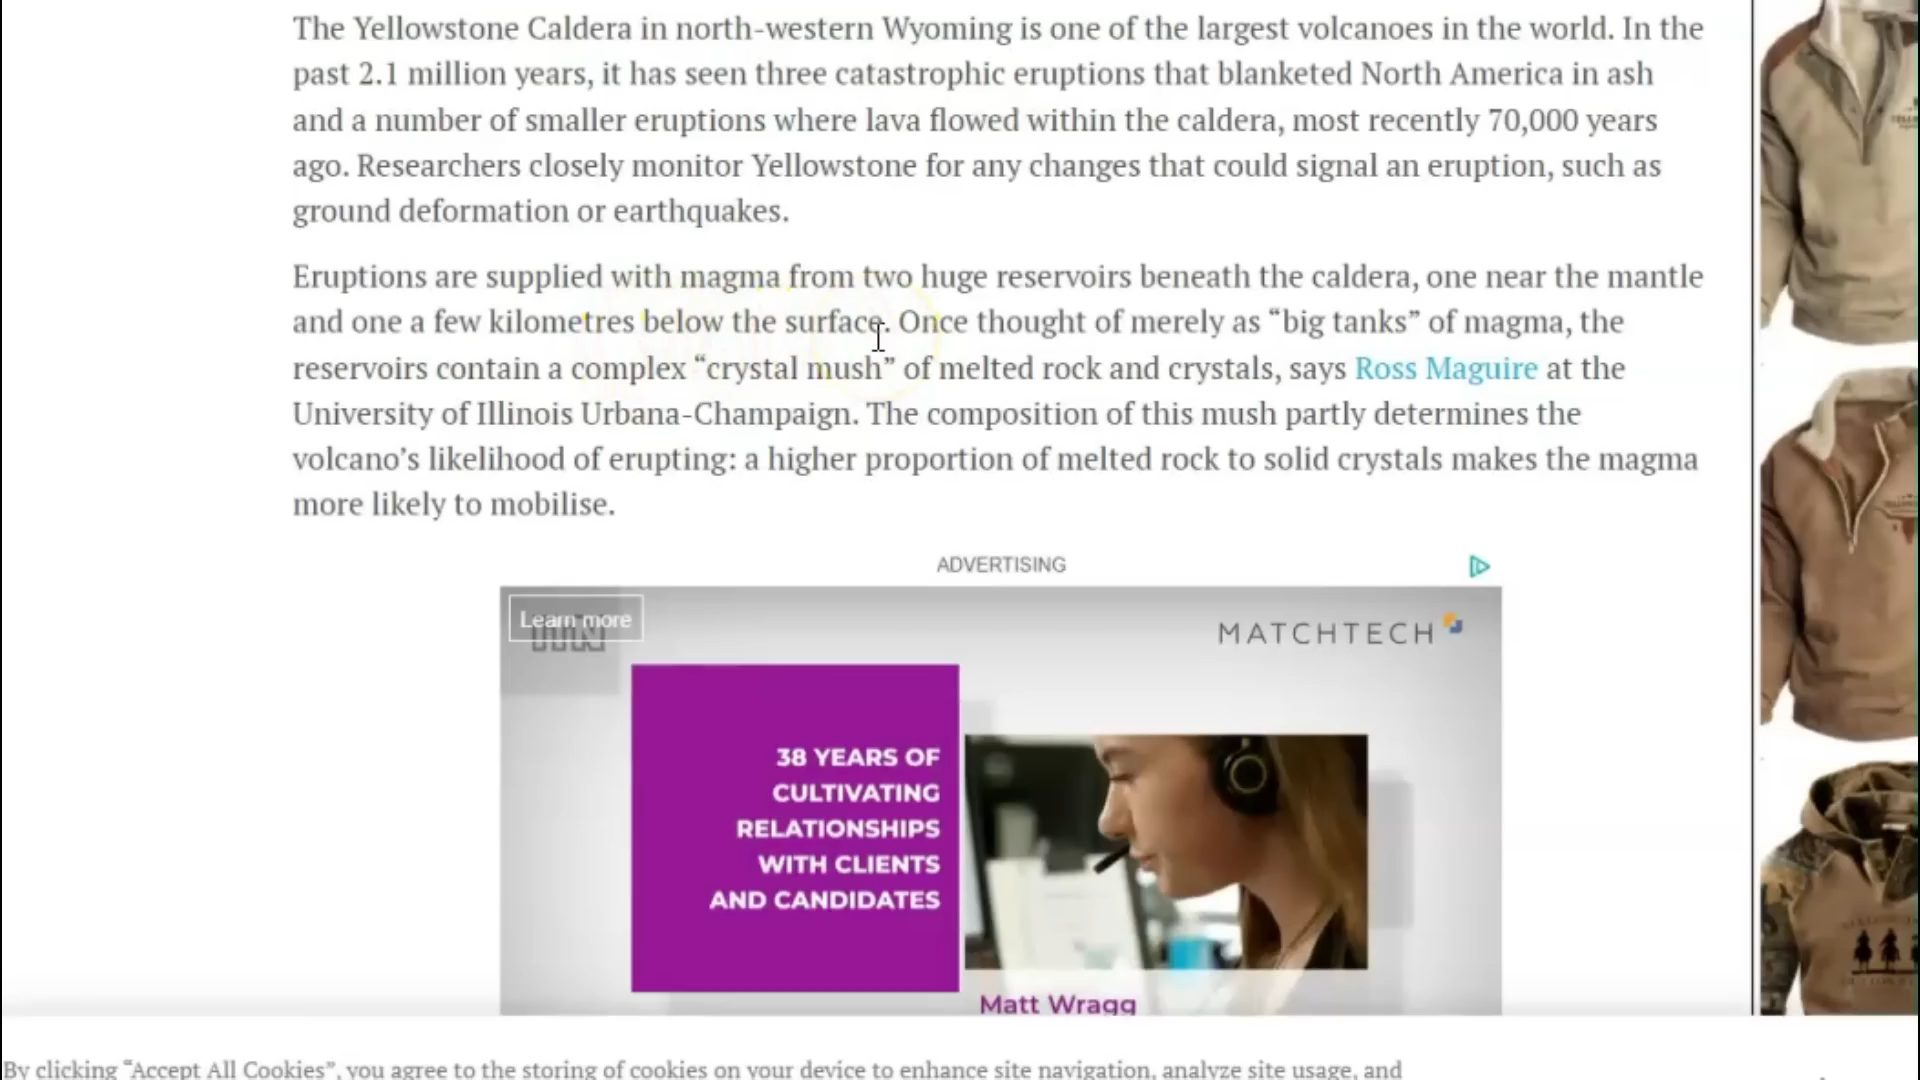 The Yellowstone Caldera in north-western Wyoming is one of the largest volcanoes in the world. In the
past 2.1 million years, it has seen three catastrophic eruptions that blanketed North America in ash
and a number of smaller eruptions where lava flowed within the caldera, most recently 70,000 years
ago. Researchers closely monitor Yellowstone for any changes that could signal an eruption, such as
ground deformation or earthquakes.
Eruptions are supplied with magma from two huge reservoirs beneath the caldera, one near the mantle
and one a few kilometres below the surface. Once thought of merely as “big tanks” of magma, the
reservoirs contain a complex “crystal mush” of melted rock and crystals, says Ross Maguire at the
University of Illinois Urbana-Champaign. The composition of this mush partly determines the
volcano’s likelihood of erupting: a higher proportion of melted rock to solid crystals makes the magma
more likely to mobilise.
ADVERTISING
Learn more
MATCHTECH
38 YEARS OF
CULTIVATING
RELATIONSHIPS
WITH CLIENTS
AND CANDIDATES
Matt Wragg
By clicking “Accept All Cookies”, you agree to the storing of cookies on your device to enhance site navigation, analyze site usage, and